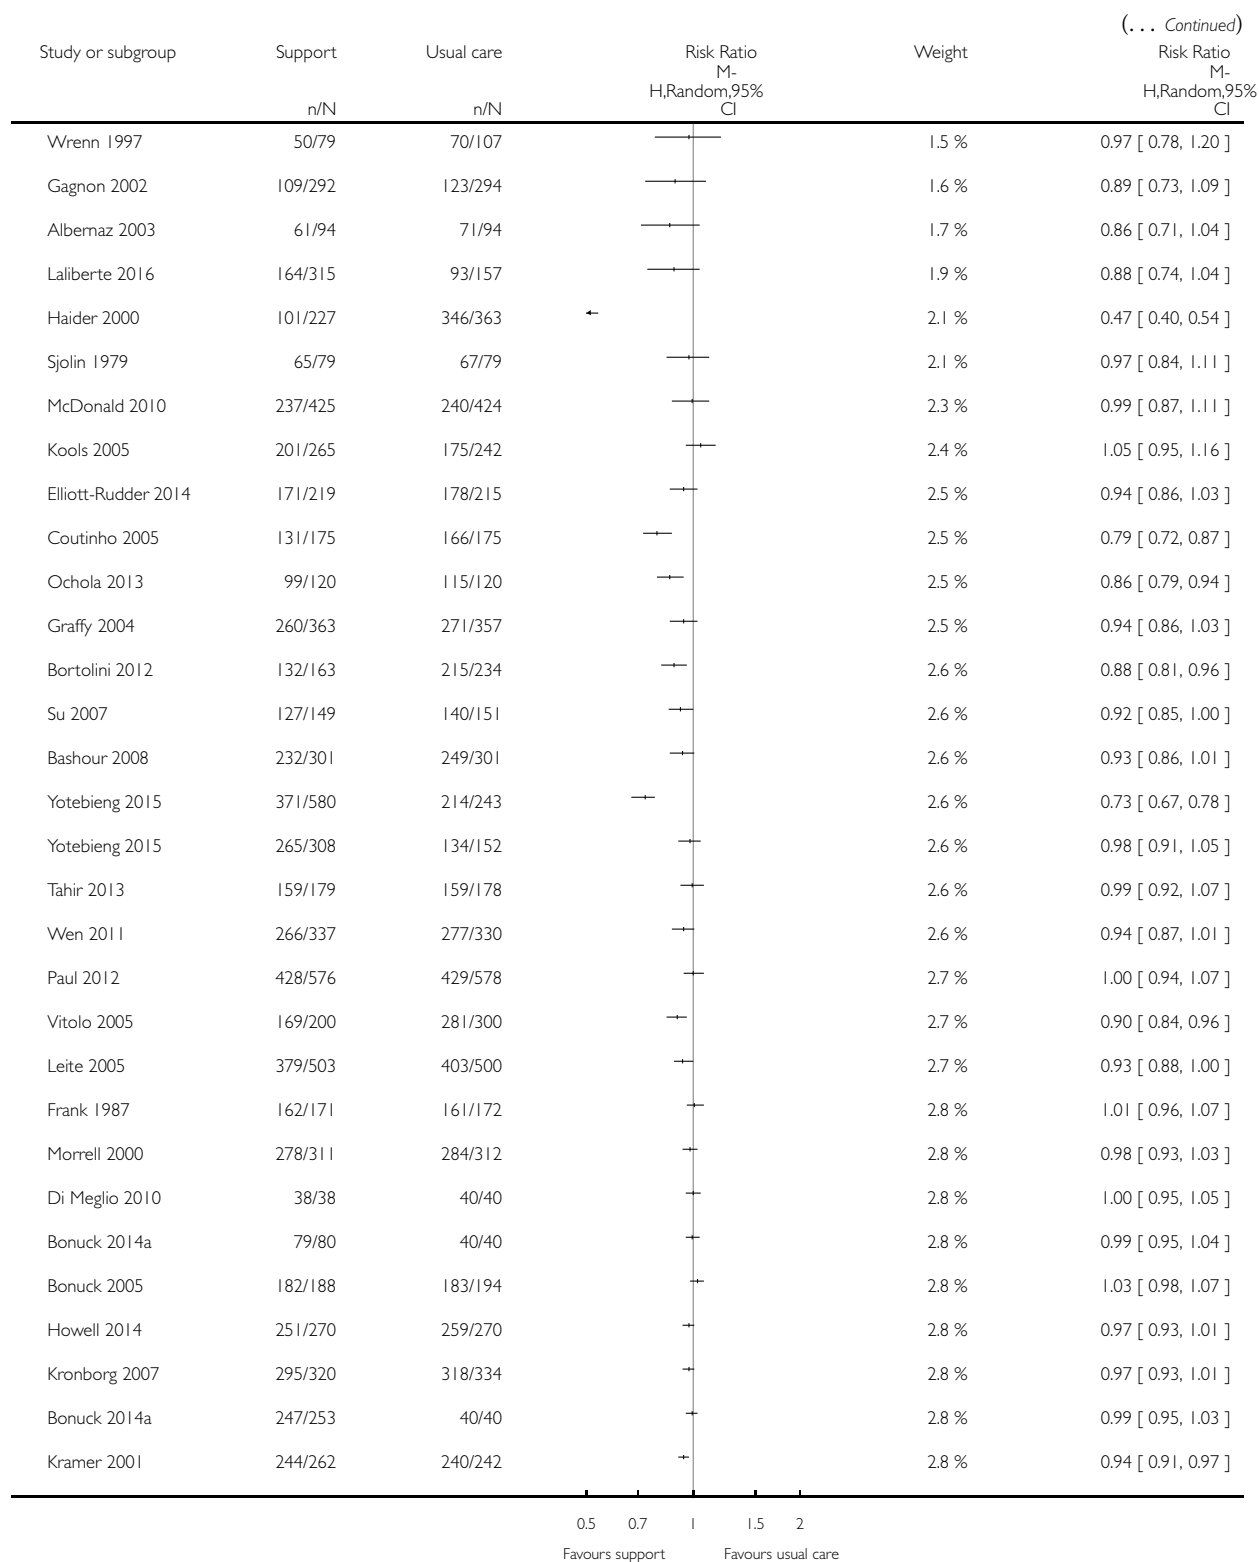 (... Continued)
Study or subgroup Support Usual care Risk Ratio Weight Risk Ratio
M- M-
H,Random,95% H,Random,95%
n/N n/N CI CI
Wrenn 1997 50/79 70/107 1.5 % 0.97 [ 0.78, 1.20 ]
Gagnon 2002 109/292 123/294 1.6 % 0.89 [ 0.73, 1.09 ]
Albernaz 2003 61/94 71/94 1.7 % 0.86 [ 0.71, 1.04 ]
Laliberte 2016 164/315 93/157 1.9 % 0.88 [ 0.74, 1.04 ]
Haider 2000 101/227 346/363 2.1 % 0.47 [ 0.40, 0.54 ]
Sjolin 1979 65/79 67/79 2.1 % 0.97 [ 0.84, 1.11 ]
McDonald 2010 237/425 240/424 2.3 % 0.99 [ 0.87, 1.11 ]
Kools 2005 201/265 175/242 2.4 % 1.05 [ 0.95, 1.16 ]
Elliott-Rudder 2014 171/219 178/215 2.5 % 0.94 [ 0.86, 1.03 ]
Coutinho 2005 131/175 166/175 2.5 % 0.79 [ 0.72, 0.87 ]
Ochola 2013 99/120 115/120 2.5 % 0.86 [ 0.79, 0.94 ]
Graffy 2004 260/363 271/357 2.5 % 0.94 [ 0.86, 1.03 ]
Bortolini 2012 132/163 215/234 2.6 % 0.88 [ 0.81, 0.96 ]
Su 2007 127/149 140/151 2.6 % 0.92 [ 0.85, 1.00 ]
Bashour 2008 232/301 249/301 2.6 % 0.93 [ 0.86, 1.01 ]
Yotebieng 2015 371/580 214/243 2.6 % 0.73 [ 0.67, 0.78 ]
Yotebieng 2015 265/308 134/152 2.6 % 0.98 [ 0.91, 1.05 ]
Tahir 2013 159/179 159/178 2.6 % 0.99 [ 0.92, 1.07 ]
Wen 2011 266/337 277/330 2.6 % 0.94 [ 0.87, 1.01 ]
Paul 2012 428/576 429/578 2.7 % 1.00 [ 0.94, 1.07 ]
Vitolo 2005 169/200 281/300 2.7 % 0.90 [ 0.84, 0.96 ]
Leite 2005 379/503 403/500 2.7 % 0.93 [ 0.88, 1.00 ]
Frank 1987 162/171 161/172 2.8 % 1.01 [ 0.96, 1.07 ]
Morrell 2000 278/311 284/312 2.8 % 0.98 [ 0.93, 1.03 ]
Di Meglio 2010 38/38 40/40 2.8 % 1.00 [ 0.95, 1.05 ]
Bonuck 2014a 79/80 40/40 2.8 % 0.99 [ 0.95, 1.04 ]
Bonuck 2005 182/188 183/194 2.8 % 1.03 [ 0.98, 1.07 ]
Howell 2014 251/270 259/270 2.8 % 0.97 [ 0.93, 1.01 ]
Kronborg 2007 295/320 318/334 2.8 % 0.97 [ 0.93, 1.01 ]
Bonuck 2014a 247/253 40/40 2.8 % 0.99 [ 0.95, 1.03 ]
Kramer 2001 244/262 240/242 2.8 % 0.94 [ 0.91, 0.97 ]
0.5 0.7 1 1.5 2
Favours support Favours usual care